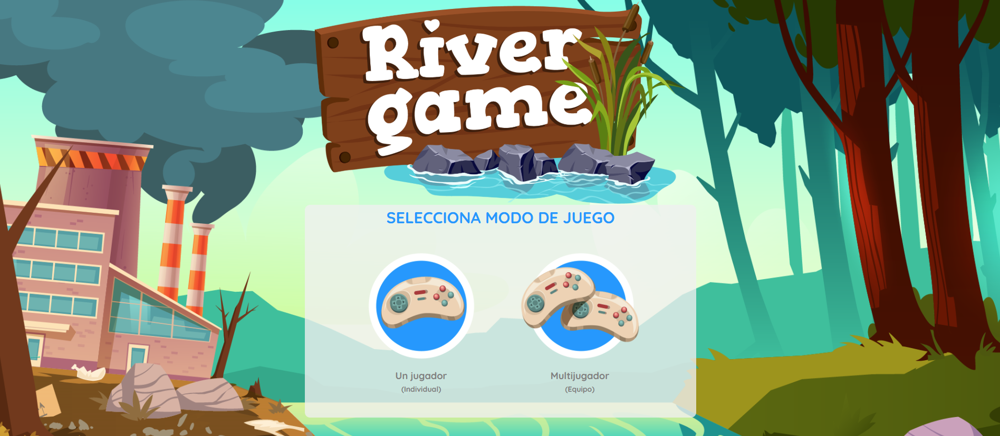 River
game
SELECCIONA MODO DE JUEGO
Un jugador
(Individual)
Multijugador
(Equipo)